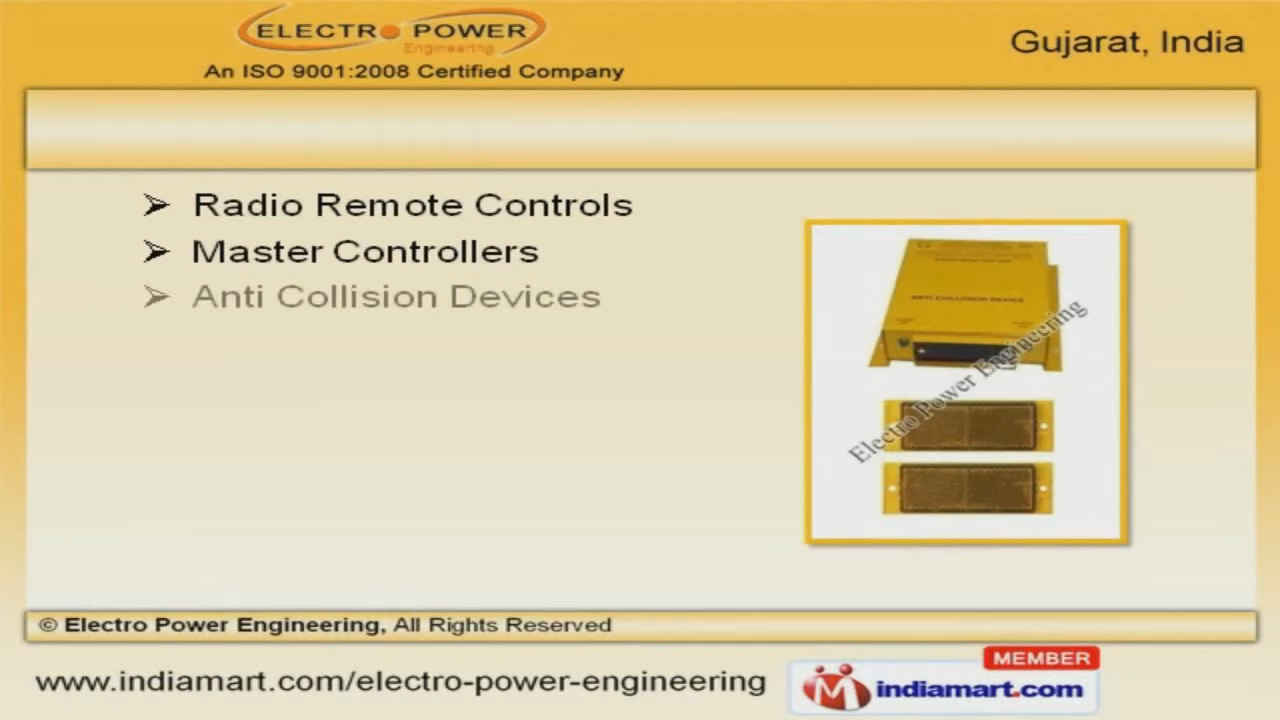 ELECTRO POWER
Engineering
An ISO 9001:2008 Certified Company
Gujarat, India
➢ Radio Remote Controls
➢ Master Controllers
➢ Anti Collision Devices
ANTI COLLISION DEVICE
Electro Power Engineering
© Electro Power Engineering, All Rights Reserved
www.indiamart.com/electro-power-engineering
MEMBER
indiamart.com